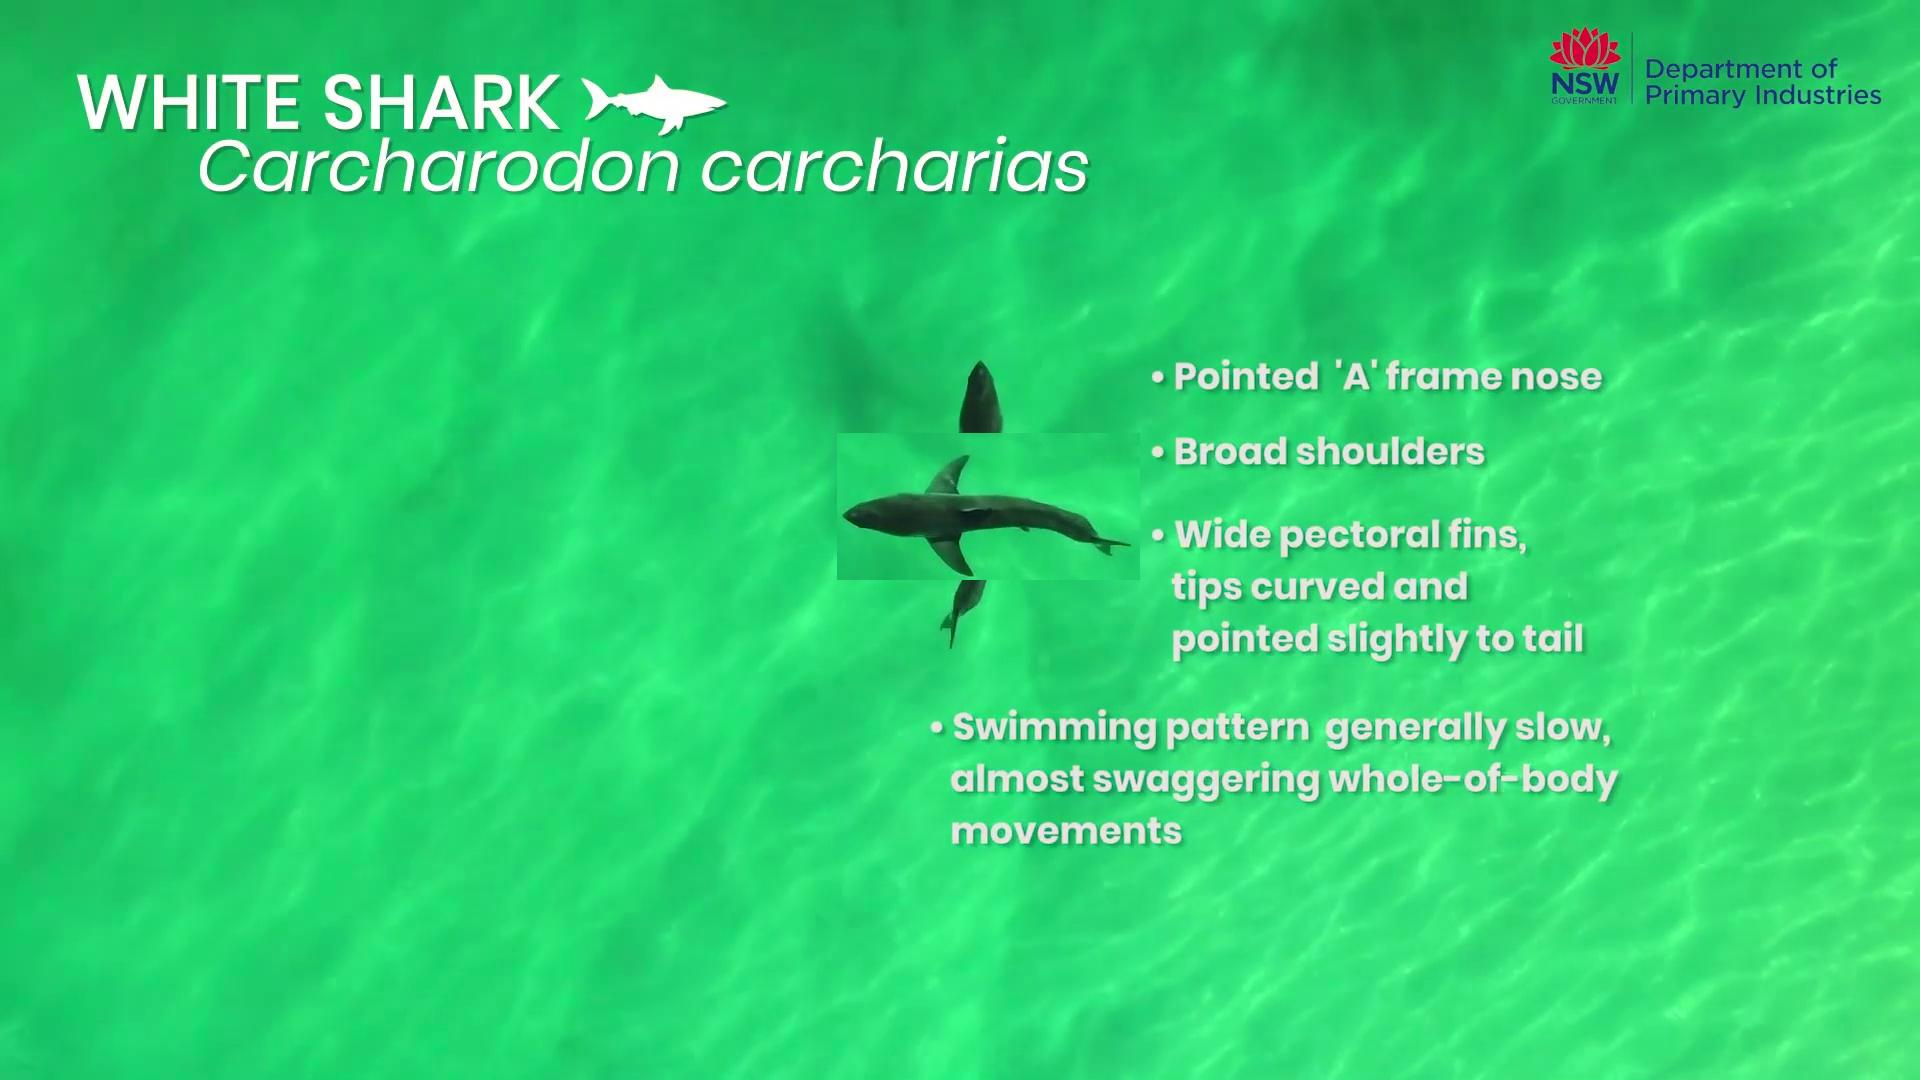 WHITE SHARK
Carcharodon carcharias
NSW
GOVERNMENT
Department of
Primary Industries
• Pointed 'A' frame nose
• Broad shoulders
• Wide pectoral fins,
tips curved and
pointed slightly to tail
• Swimming pattern generally slow,
almost swaggering whole-of-body
movements